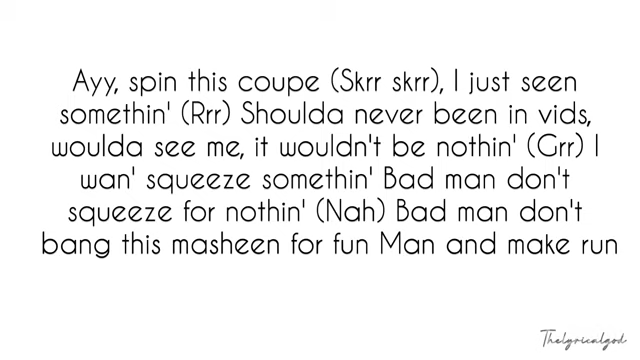 Ayy, spin this coupe (Skrr skrr), I just seen
somethin' (Rrr) Shoulda never been in vids,
woulda see me, it wouldn't be nothin' (Grr) I
wan' squeeze somethin' Bad man don't
squeeze for nothin' (Nah) Bad man don't
bang this masheen for fun Man and make run
Thelyricalgod